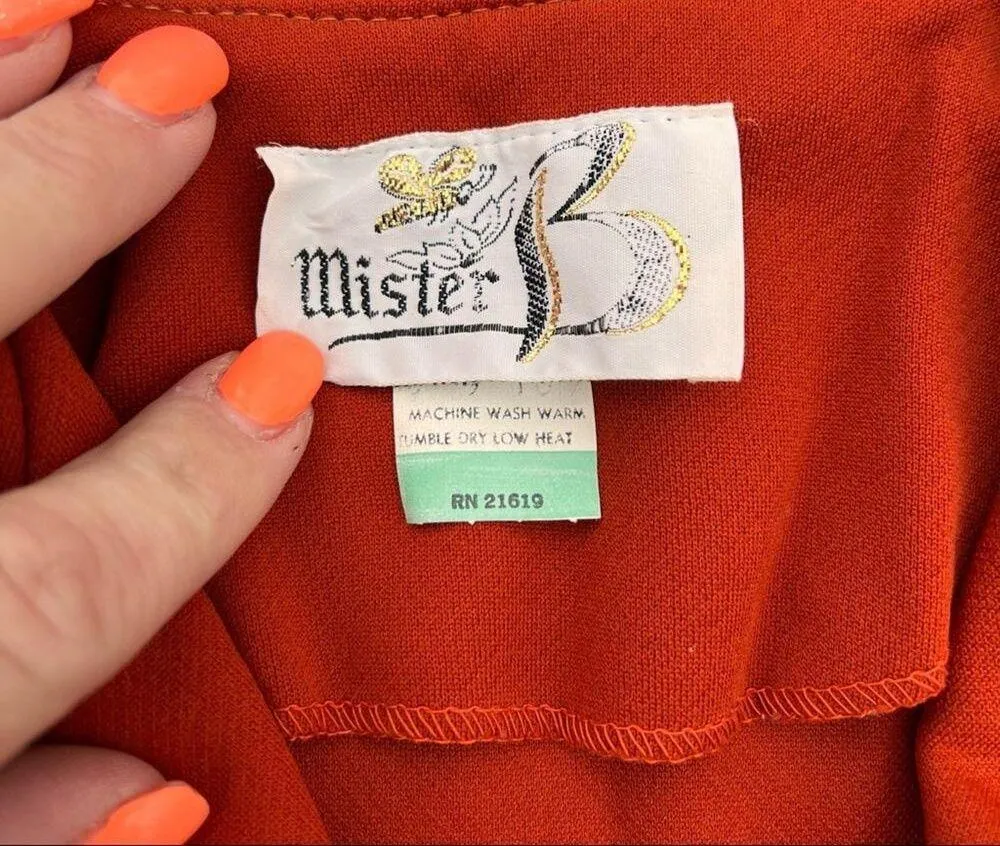 Mister B
MACHINE WASH WARM
TUMBLE DRY LOW HEAT
RN 21619